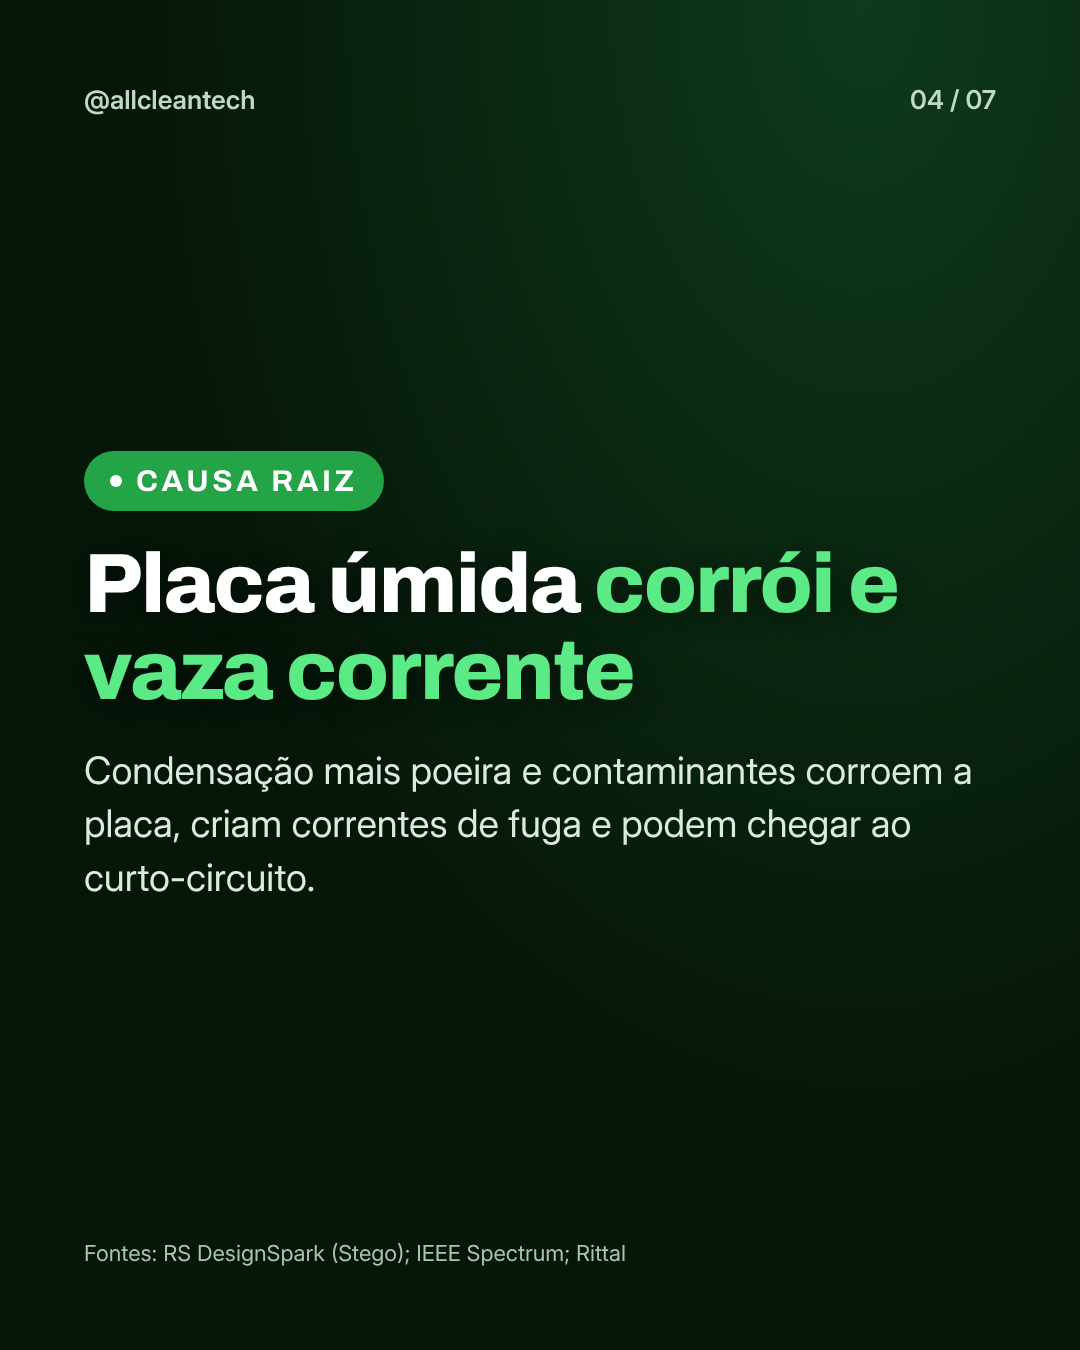 @allcleantech
04 / 07
• CAUSA RAIZ
Placa úmida corrói e
vaza corrente
Condensação mais poeira e contaminantes corroem a
placa, criam correntes de fuga e podem chegar ao
curto-circuito.
Fontes: RS DesignSpark (Stego); IEEE Spectrum; Rittal